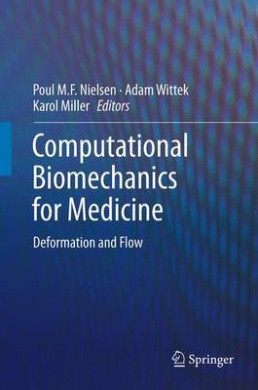 Poul M.F. Nielsen · Adam Wittek
Karol Miller Editors
Computational
Biomechanics
for Medicine
Deformation and Flow
Springer